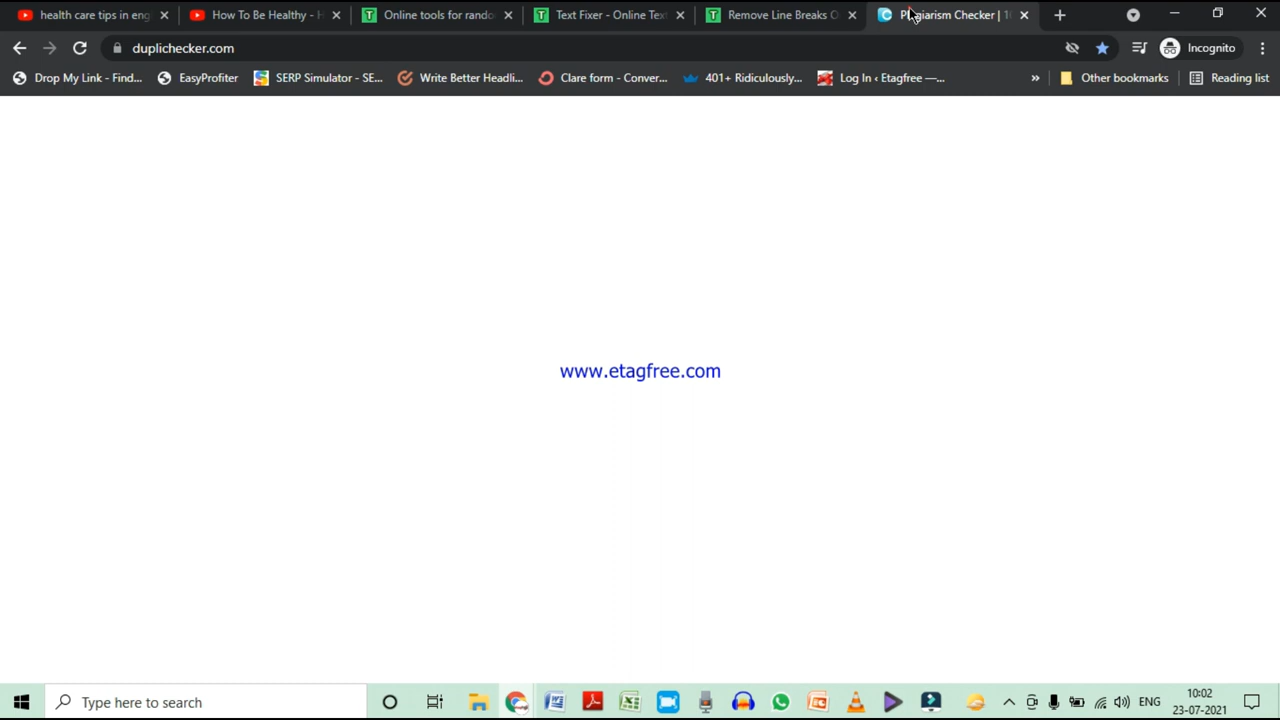 health care tips in eng
How To Be Healthy - H
Online tools for rando
Text Fixer - Online Tex
Remove Line Breaks O
Plagiarism Checker | 10
duplichecker.com
Incognito
Drop My Link - Find...
EasyProfiter
SERP Simulator - SE...
Write Better Headli...
Clare form - Conver...
401+ Ridiculously...
Log In ‹ Etagfree —...
»
Other bookmarks
Reading list
www.etagfree.com
Type here to search
ENG
10:02
23-07-2021